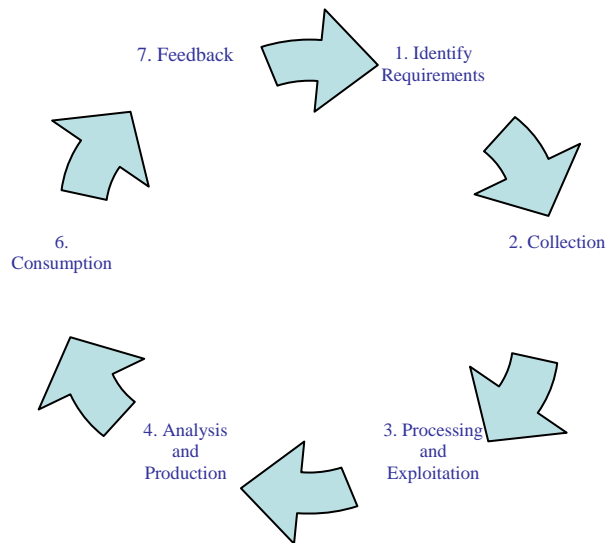 1. Identify
Requirements
2. Collection
3. Processing
and
Exploitation
4. Analysis
and
Production
6.
Consumption
7. Feedback